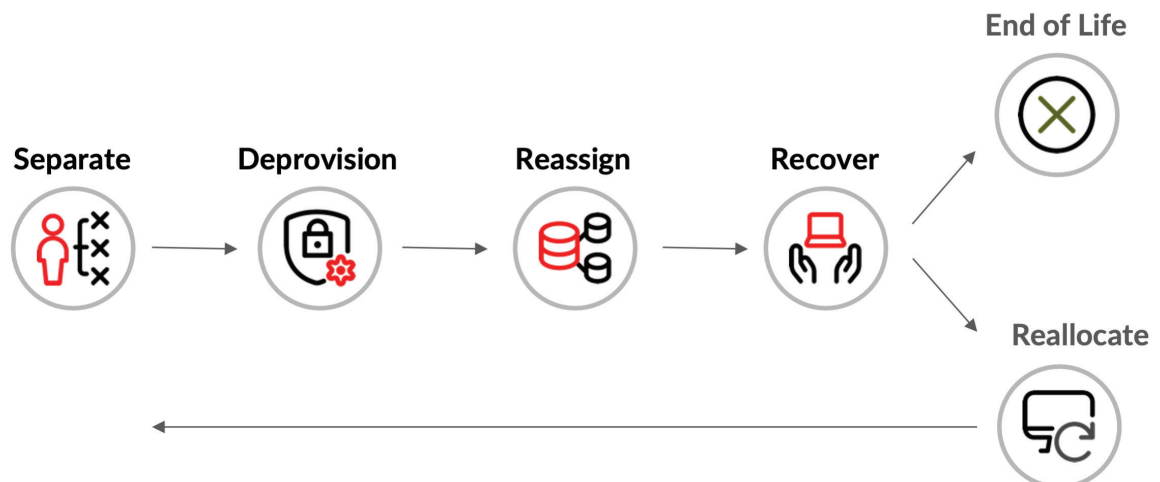 End of Life
Separate
Deprovision
Reassign
Recover
Reallocate